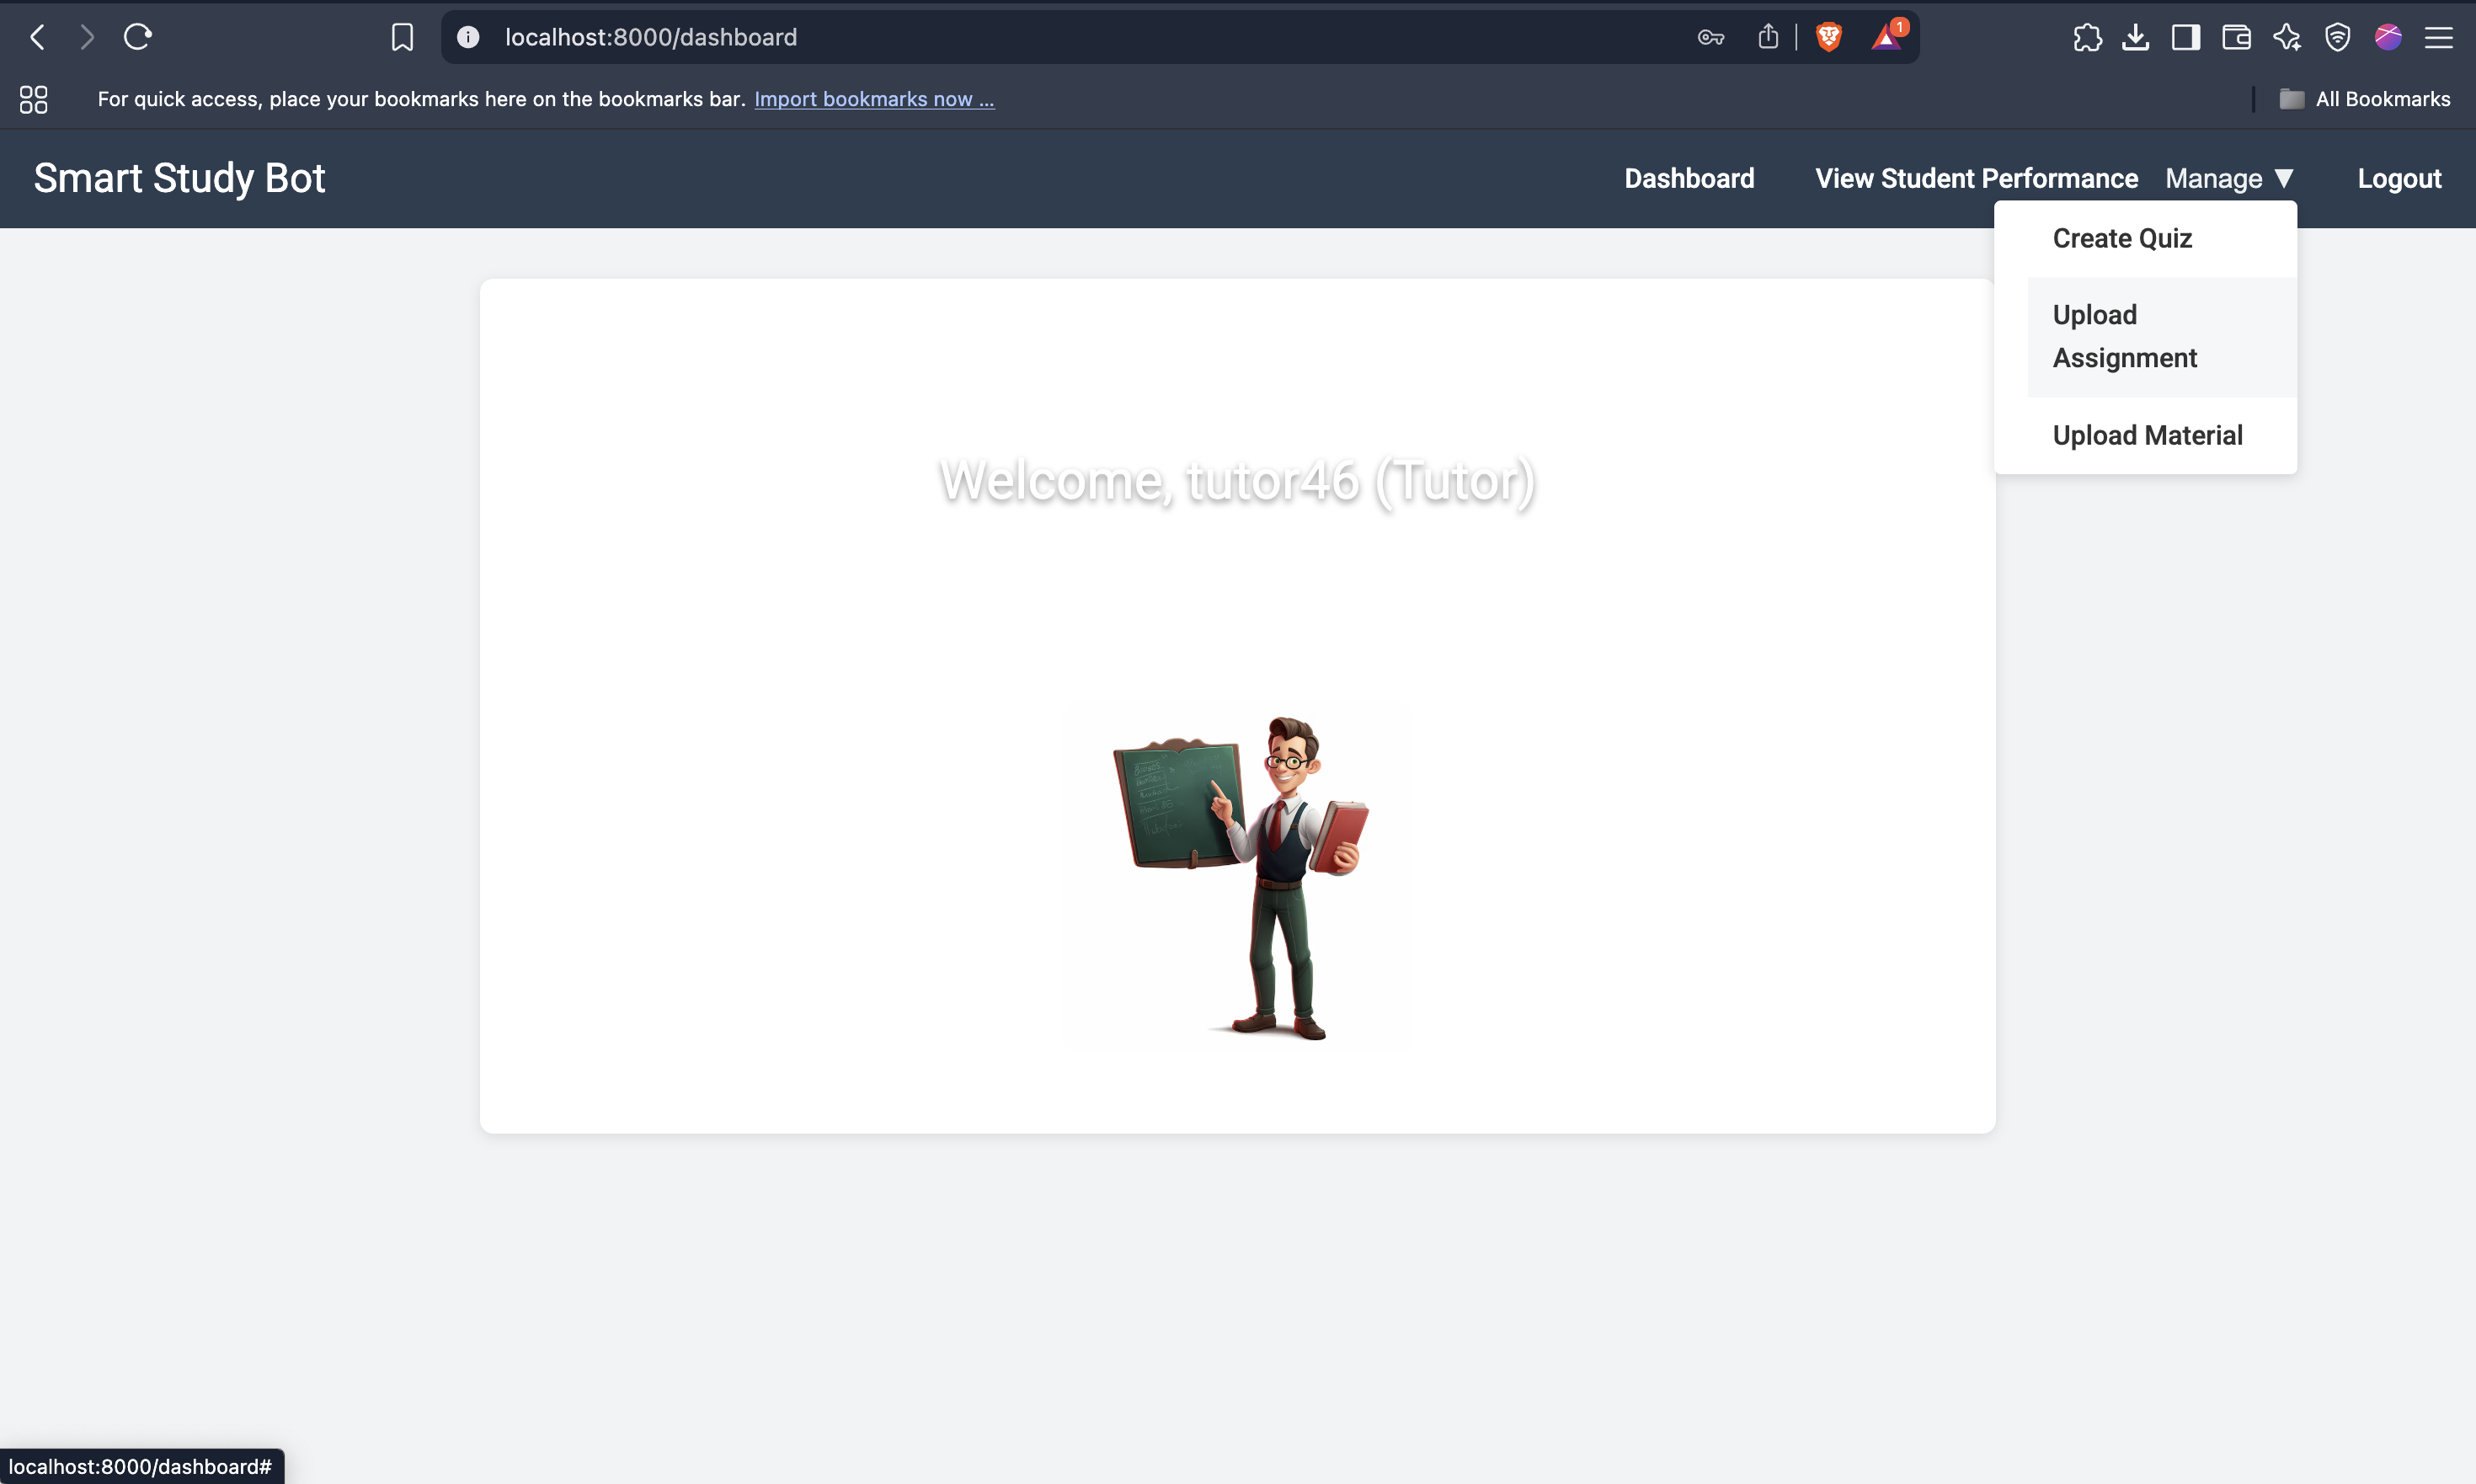 localhost:8000/dashboard
1
For quick access, place your bookmarks here on the bookmarks bar. Import bookmarks now ...
All Bookmarks
Smart Study Bot
Dashboard
View Student Performance
Manage ▼
Logout
Create Quiz
Upload
Assignment
Upload Material
Welcome, tutor46 (Tutor)
localhost:8000/dashboard#